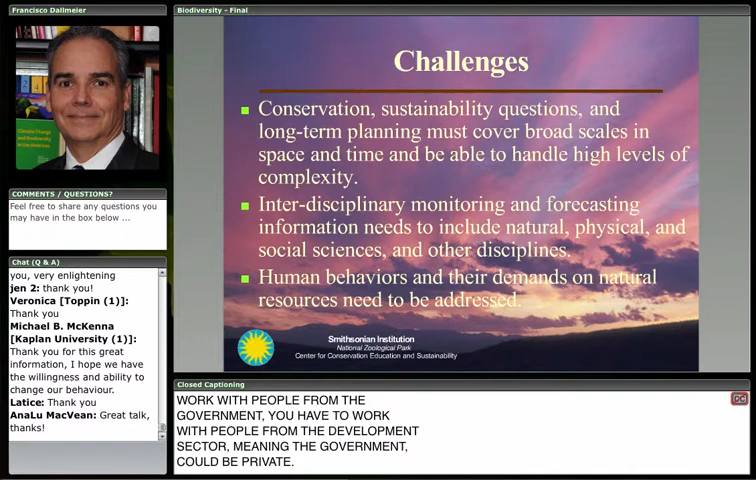 Francisco Dallmeier
COMMENTS / QUESTIONS?
Feel free to share any questions you
may have in the box below ...
Chat (Q & A)
you, very enlightening
jen 2: thank you!
Veronica [Toppin (1)]:
Thank you
Michael B. McKenna
[Kaplan University (1)]:
Thank you for this great
information, I hope we have
the willingness and ability to
change our behaviour.
Latice: Thank you
AnaLu MacVean: Great talk,
thanks!
Biodiversity - Final
Challenges
Conservation, sustainability questions, and
long-term planning must cover broad scales in
space and time and be able to handle high levels of
complexity.
Inter-disciplinary monitoring and forecasting
information needs to include natural, physical, and
social sciences, and other disciplines.
Human behaviors and their demands on natural
resources need to be addressed.
Smithsonian Institution
National Zoological Park
Center for Conservation Education and Sustainability
Closed Captioning
WORK WITH PEOPLE FROM THE
GOVERNMENT, YOU HAVE TO WORK
WITH PEOPLE FROM THE DEVELOPMENT
SECTOR, MEANING THE GOVERNMENT,
COULD BE PRIVATE.
CC